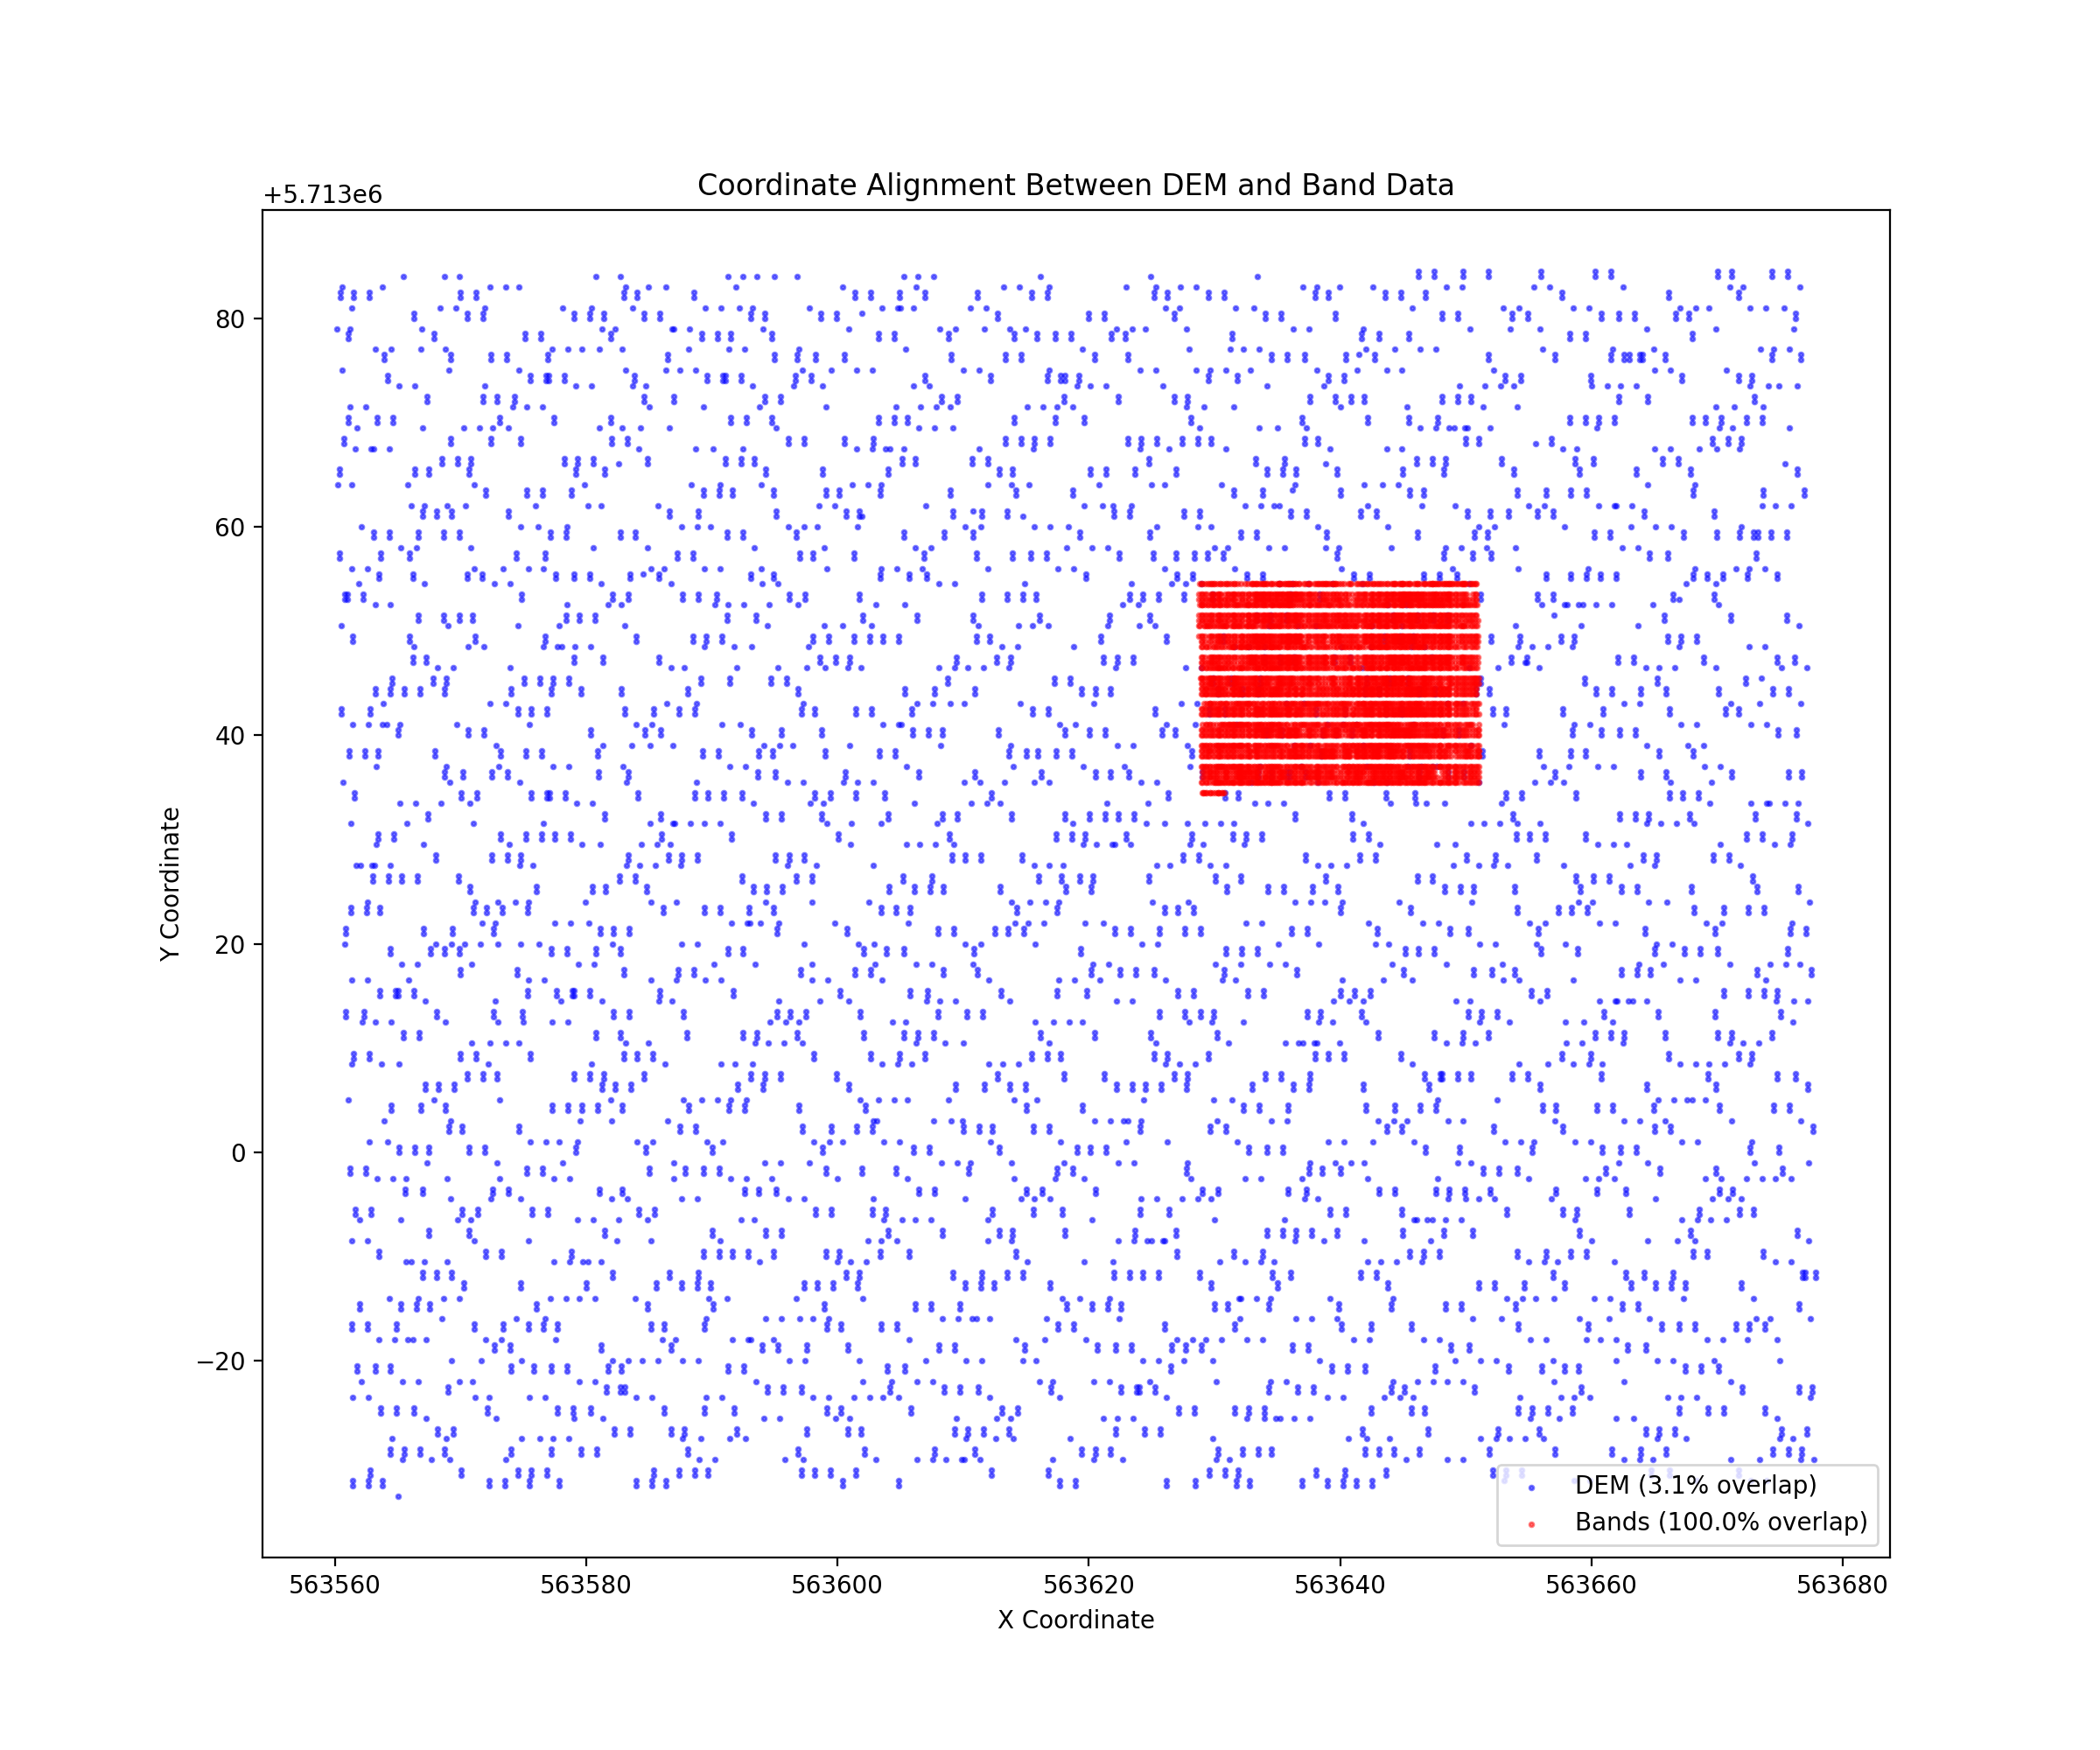 Coordinate Alignment Between DEM and Band Data
+5.713e6
80
60
40
20
0
−20
Y Coordinate
563560
563580
563600
563620
563640
563660
563680
X Coordinate
DEM (3.1% overlap)
Bands (100.0% overlap)